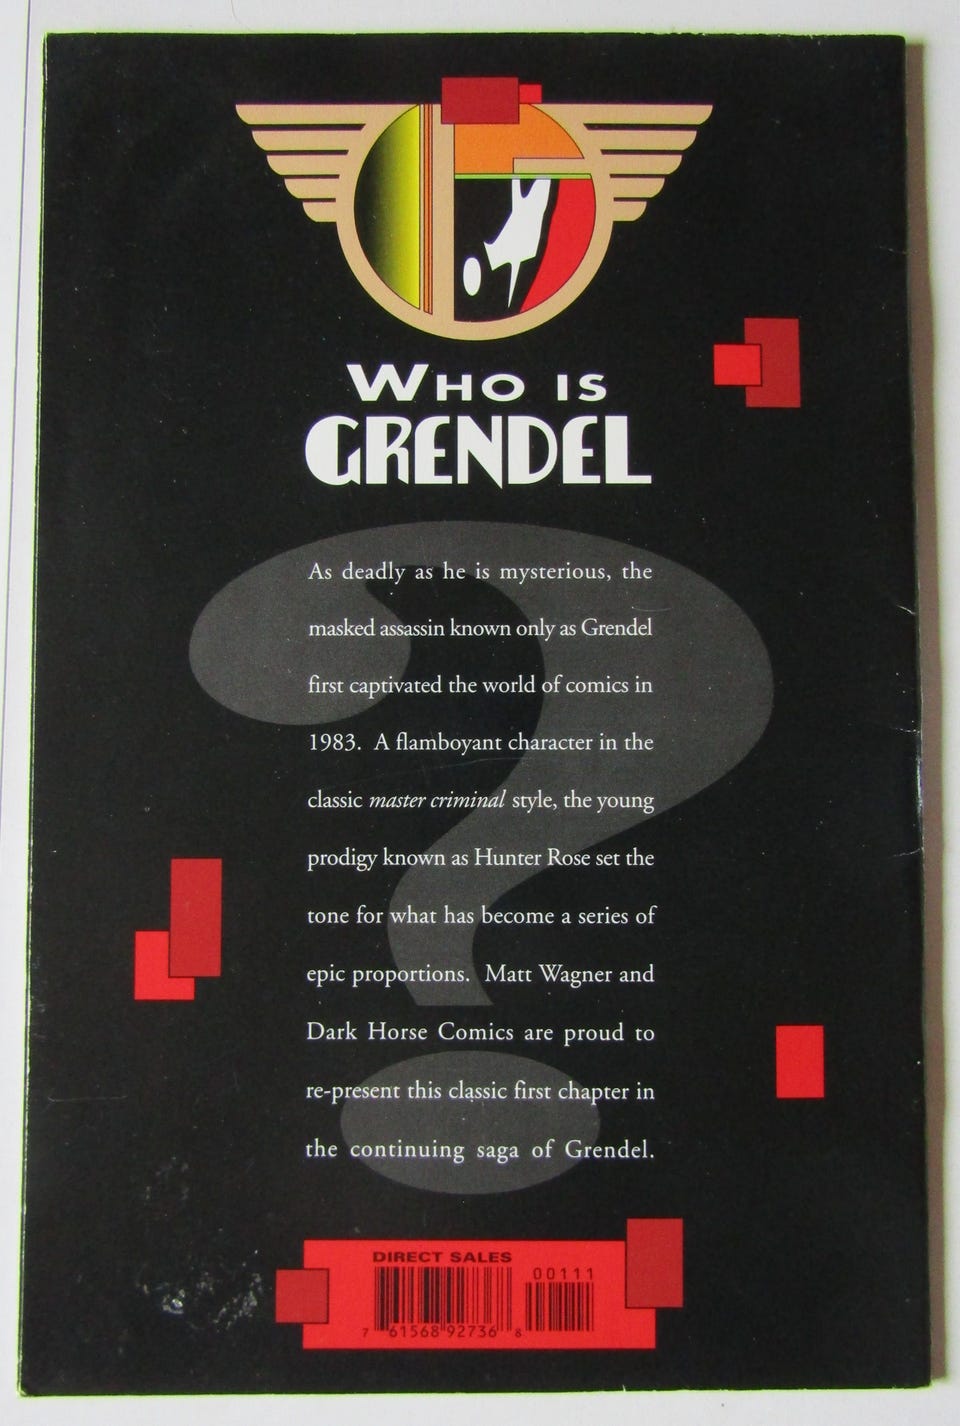 WHO IS
GRENDEL
As deadly as he is mysterious, the
masked assassin known only as Grendel
first captivated the world of comics in
1983. A flamboyant character in the
classic master criminal style, the young
prodigy known as Hunter Rose set the
tone for what has become a series of
epic proportions. Matt Wagner and
Dark Horse Comics are proud to
re-present this classic first chapter in
the continuing saga of Grendel.
DIRECT SALES
00111
7 61568 92736 8